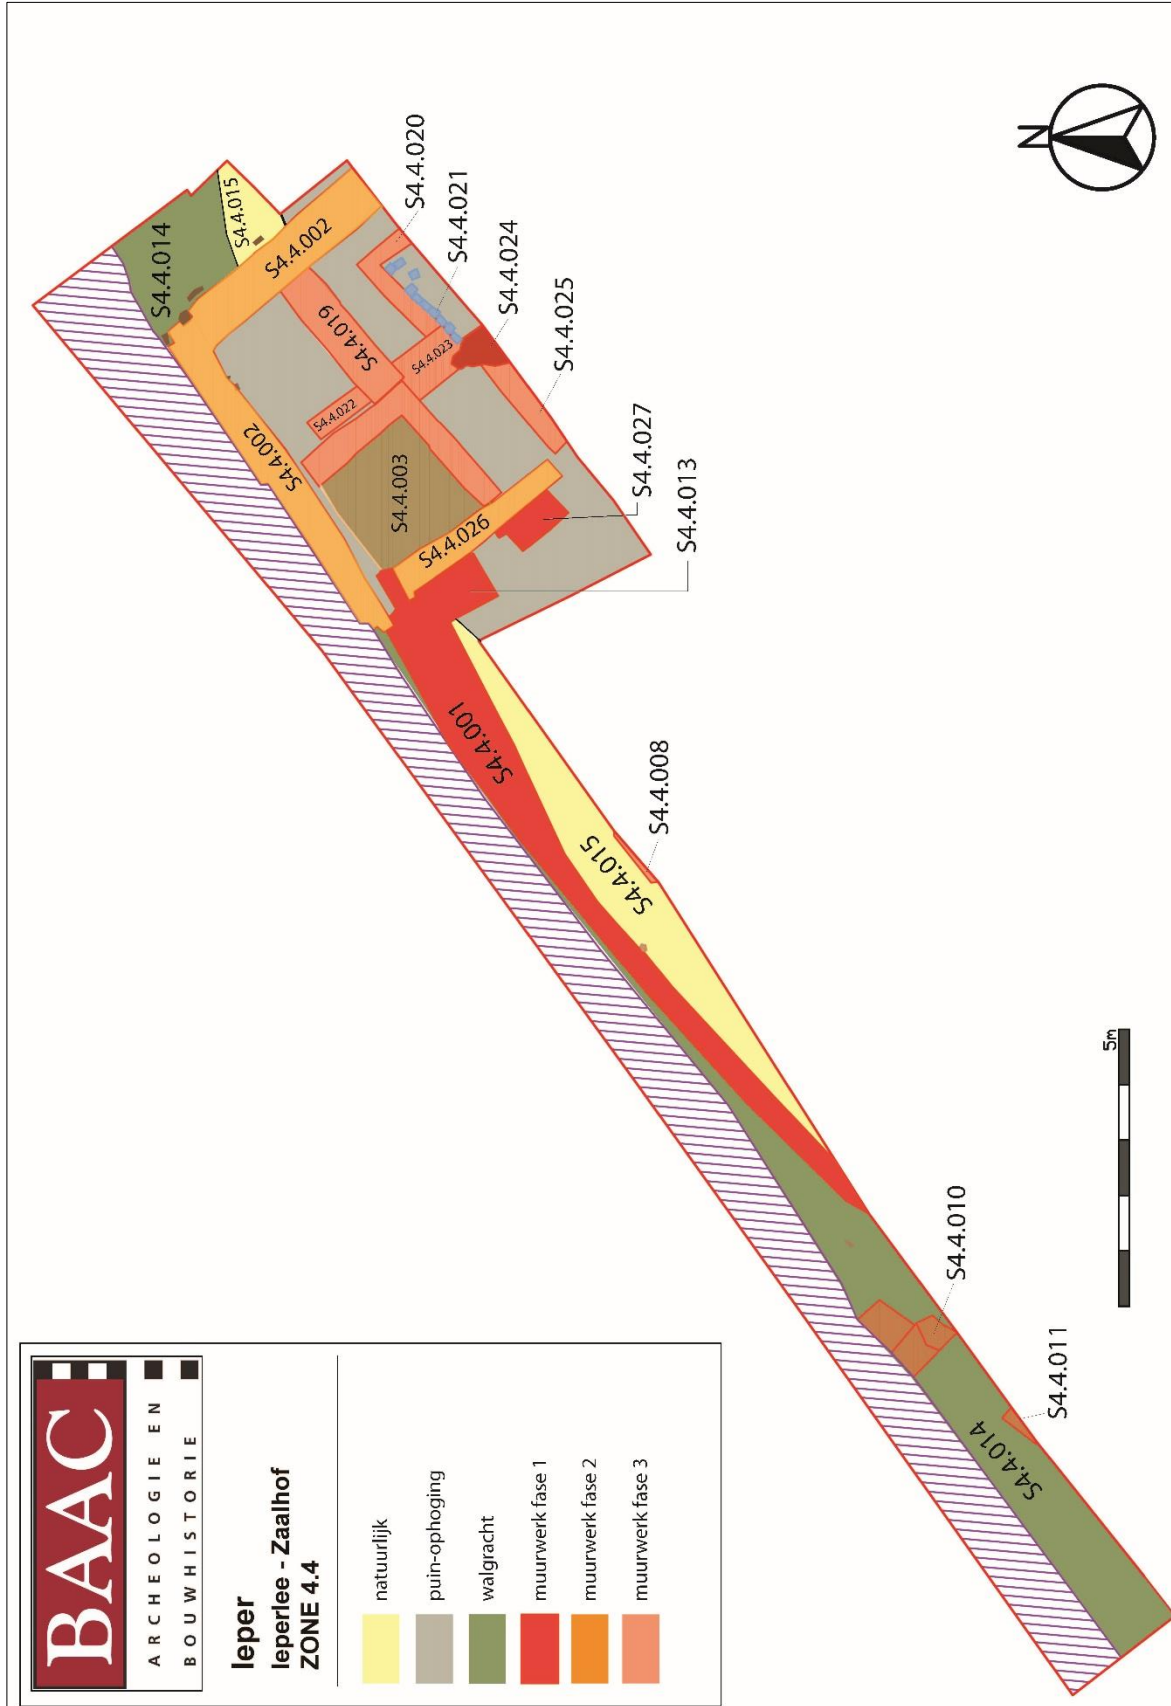 BAAC
ARCHEOLOGIE EN
BOUWHISTORIE
Ieper
Ieperlee - Zaalhof
ZONE 4.4
natuurlijk
puin-ophoging
walgracht
muurwerk fase 1
muurwerk fase 2
muurwerk fase 3
N
S4.4.014
S4.4.015
S4.4.002
S4.4.020
S4.4.021
S4.4.024
S4.4.025
S4.4.019
S4.4.023
S4.4.022
S4.4.002
S4.4.003
S4.4.026
S4.4.027
S4.4.013
S4.4.001
S4.4.015
S4.4.008
S4.4.010
S4.4.011
S4.4.014
5m